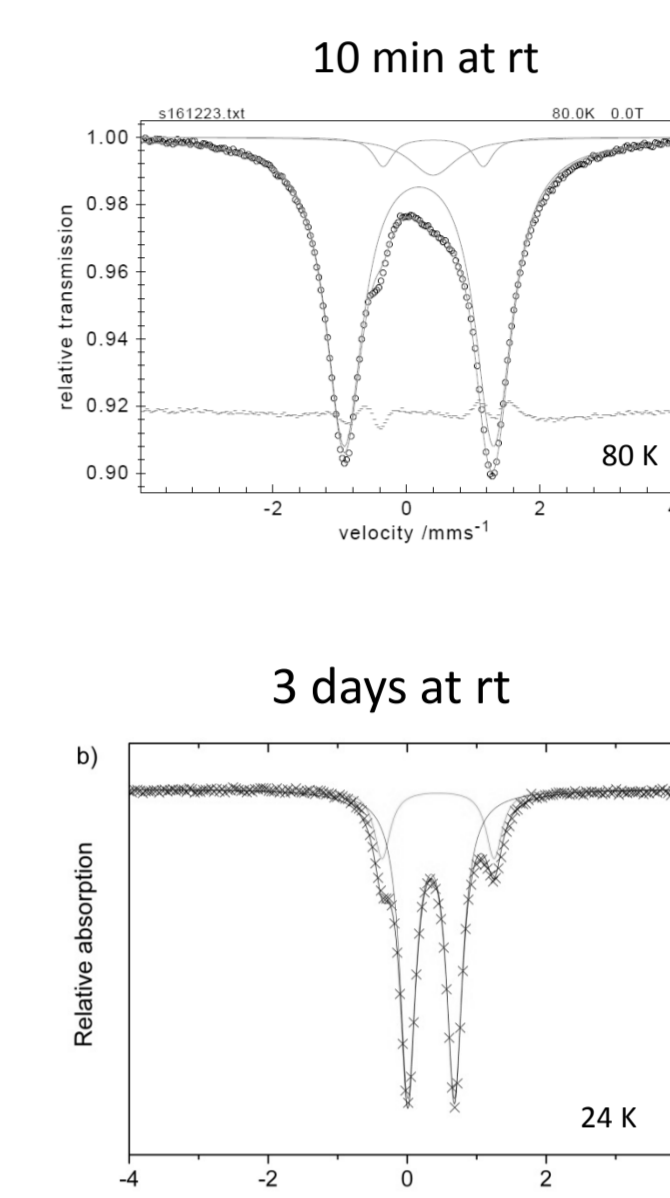 10 min at rt
s161223.txt 80.0K 0.0T
1.00
0.98
0.96
0.94
0.92
0.90
relative transmission
80 K
-2 0 2
velocity /mms⁻¹
3 days at rt
b)
Relative absorption
24 K
-4 -2 0 2